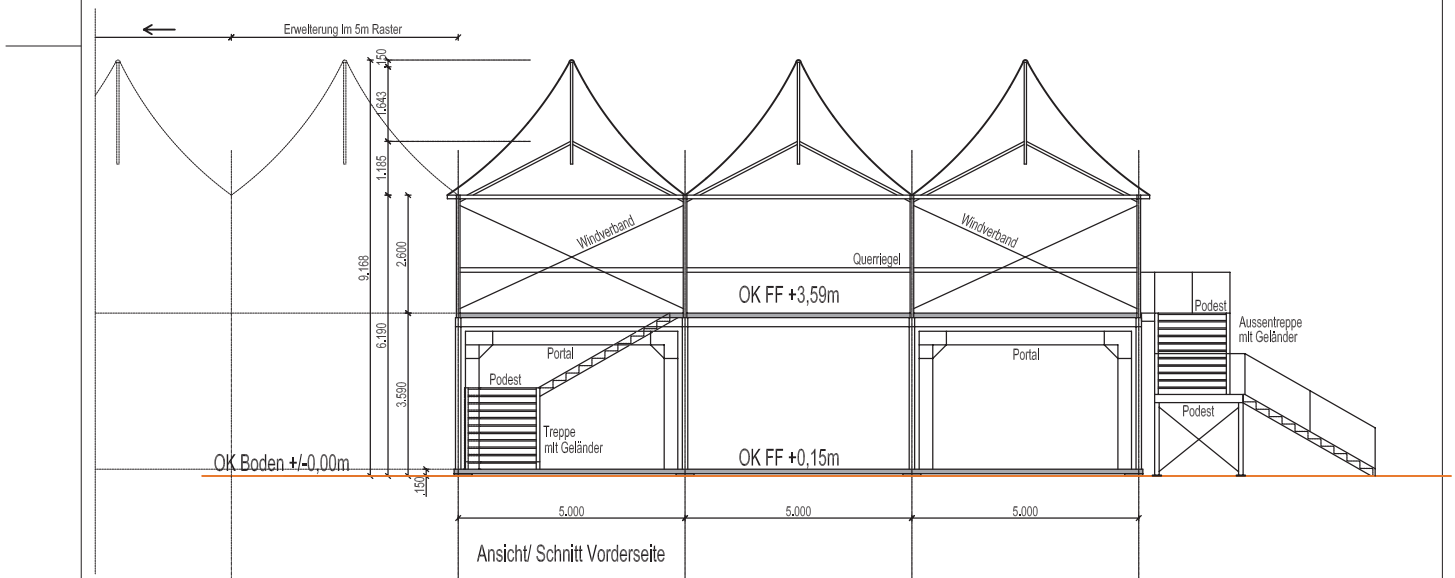 Erweiterung im 5m Raster
.150
1.643
1.185
9.168
2.600
6.190
3.590
.150
Windverband
Windverband
Querriegel
OK FF +3,59m
Podest
Aussentreppe
mit Geländer
Portal
Portal
Podest
Podest
Treppe
mit Geländer
OK FF +0,15m
OK Boden +/-0,00m
5.000
5.000
5.000
Ansicht/ Schnitt Vorderseite